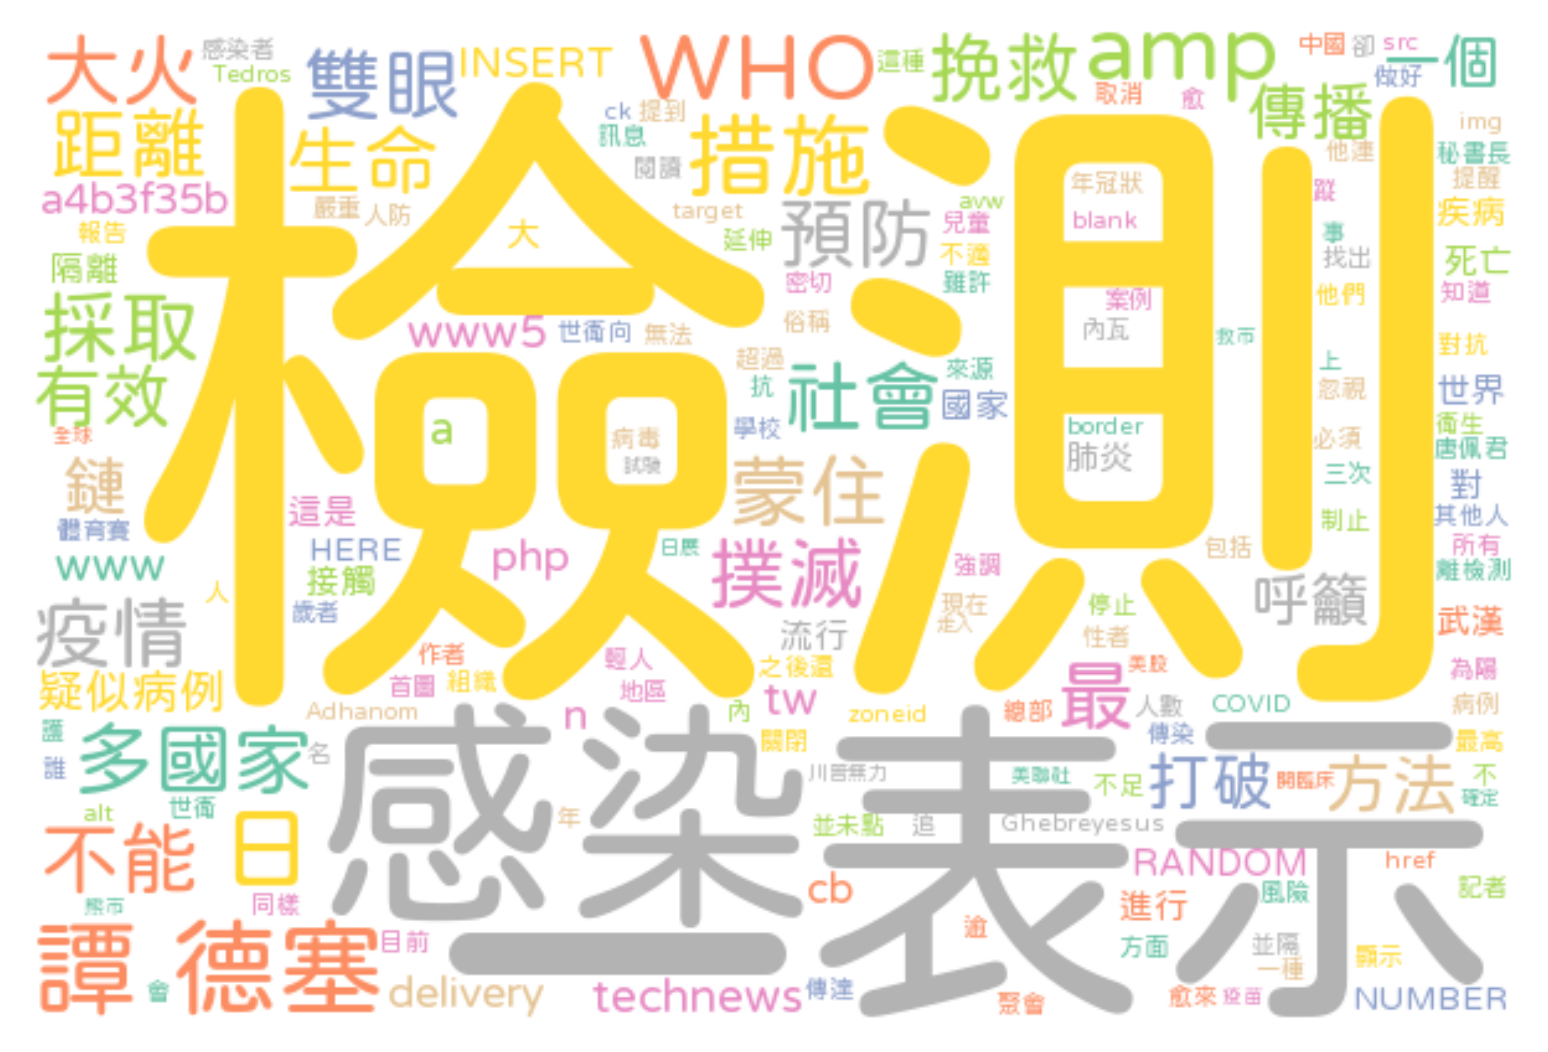 大火
感染者
Tedros
雙眼
INSERT
WHO
這種
挽救
amp
中國
卻
src
一個
做好
取消
愈
ck
提到
訊息
距離
生命
措施
傳播
img
他連
秘書長
閱讀
提醒
a4b3f35b
嚴重
人防
target
avw
兒童
年冠狀
blank
蹤
疾病
報告
大
延伸
預防
不適
事
隔離
密切
雖許
找出
死亡
採取
案例
他們
知道
www5
世衛向
無法
俗稱
內瓦
救市
對抗
有效
超過
抗
社會
來源
國家
上
忽視
世界
全球
a
病毒
試驗
學校
border
肺炎
必須
衛生
唐佩君
鏈
蒙住
三次
對
體育賽
這是
制止
其他人
HERE
php
日展
撲滅
強調
包括
所有
www
接觸
離檢測
人
歲者
現在
走入
停止
呼籲
武漢
疫情
流行
性者
檢測
作者
輕人
之後還
最
美股
為陽
疑似病例
首圖
組織
地區
tw
Adhanom
n
內
zoneid
總部
人數
COVID
病例
護
多國家
名
關閉
傳染
最高
誰
川普無力
美聯社
不足
打破
開臨床
方法
不
確定
alt
世衛
感染
表示
不能
日
年
並未點
追
Ghebreyesus
RANDOM
href
cb
風險
記者
熊市
同樣
進行
譚德塞
目前
逾
方面
並隔
一種
顯示
會
delivery
technews
傳達
聚會
愈來
疫苗
NUMBER